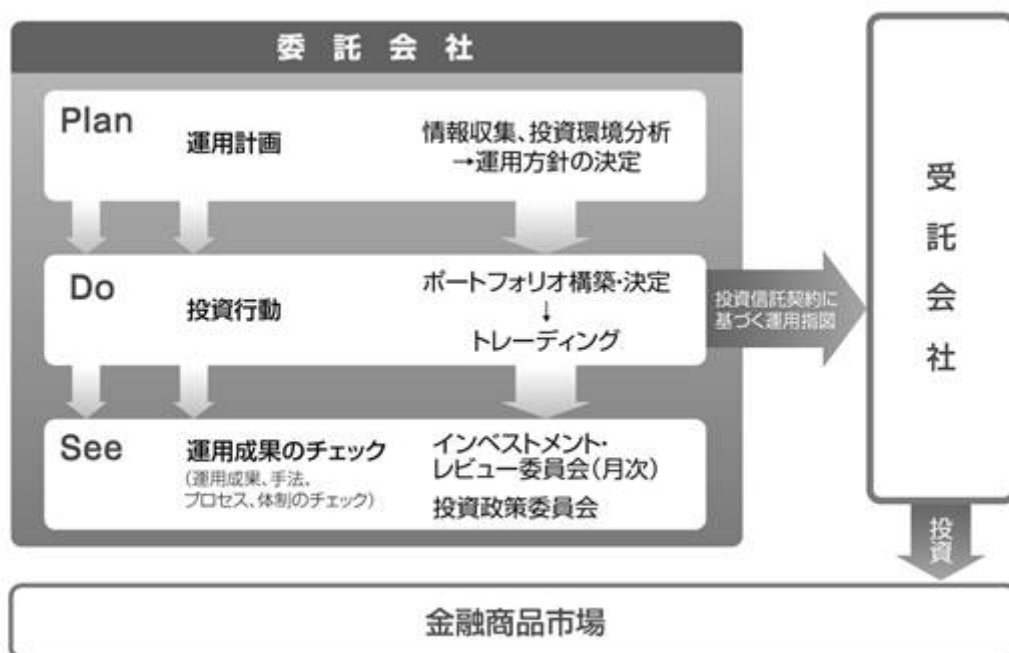 委託会社
Plan
運用計画
情報収集、投資環境分析
→運用方針の決定
Do
投資行動
ポートフォリオ構築・決定
↓
トレーディング
投資信託契約に
基づく運用指図
See
運用成果のチェック
(運用成果、手法、
プロセス、体制のチェック)
インベストメント・
レビュー委員会(月次)
投資政策委員会
受託会社
投資
金融商品市場